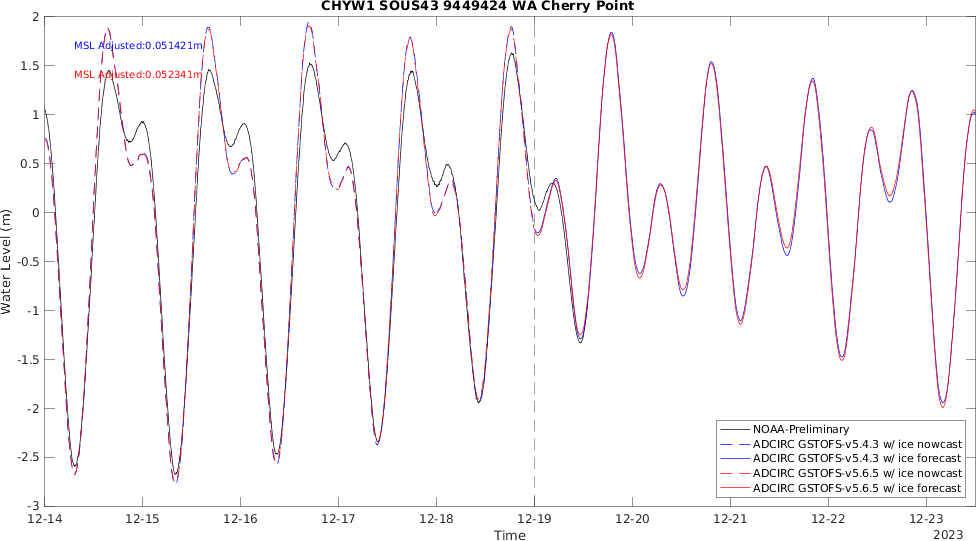 CHYW1 SOUS43 9449424 WA Cherry Point
MSL Adjusted:0.051421m
MSL Adjusted:0.052341m
Water Level (m)
2
1.5
1
0.5
0
-0.5
-1
-1.5
-2
-2.5
-3
NOAA-Preliminary
ADCIRC GSTOFS-v5.4.3 w/ ice nowcast
ADCIRC GSTOFS-v5.4.3 w/ ice forecast
ADCIRC GSTOFS-v5.6.5 w/ ice nowcast
ADCIRC GSTOFS-v5.6.5 w/ ice forecast
12-14 12-15 12-16 12-17 12-18 12-19 12-20 12-21 12-22 12-23
Time
2023